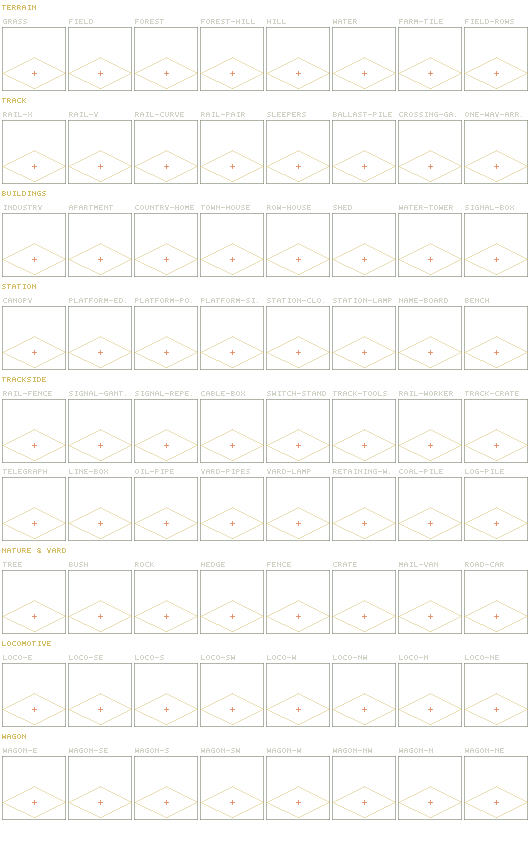 TERRAIN
GRASS FIELD FOREST FOREST-HILL HILL WATER FARM-TILE FIELD-ROWS
TRACK
RAIL-X RAIL-Y RAIL-CURVE RAIL-PAIR SLEEPERS BALLAST-PILE CROSSING-GA. ONE-WAY-ARR.
BUILDINGS
INDUSTRY APARTMENT COUNTRY-HOME TOWN-HOUSE ROW-HOUSE SHED WATER-TOWER SIGNAL-BOX
STATION
CANOPY PLATFORM-ED. PLATFORM-PO. PLATFORM-SI. STATION-CLO. STATION-LAMP NAME-BOARD BENCH
TRACKSIDE
RAIL-FENCE SIGNAL-GANT. SIGNAL-REPE. CABLE-BOX SWITCH-STAND TRACK-TOOLS RAIL-WORKER TRACK-CRATE
TELEGRAPH LINE-BOX OIL-PIPE YARD-PIPES YARD-LAMP RETAINING-W. COAL-PILE LOG-PILE
NATURE & YARD
TREE BUSH ROCK HEDGE FENCE CRATE MAIL-VAN ROAD-CAR
LOCOMOTIVE
LOCO-E LOCO-SE LOCO-S LOCO-SW LOCO-W LOCO-NW LOCO-N LOCO-NE
WAGON
WAGON-E WAGON-SE WAGON-S WAGON-SW WAGON-W WAGON-NW WAGON-N WAGON-NE